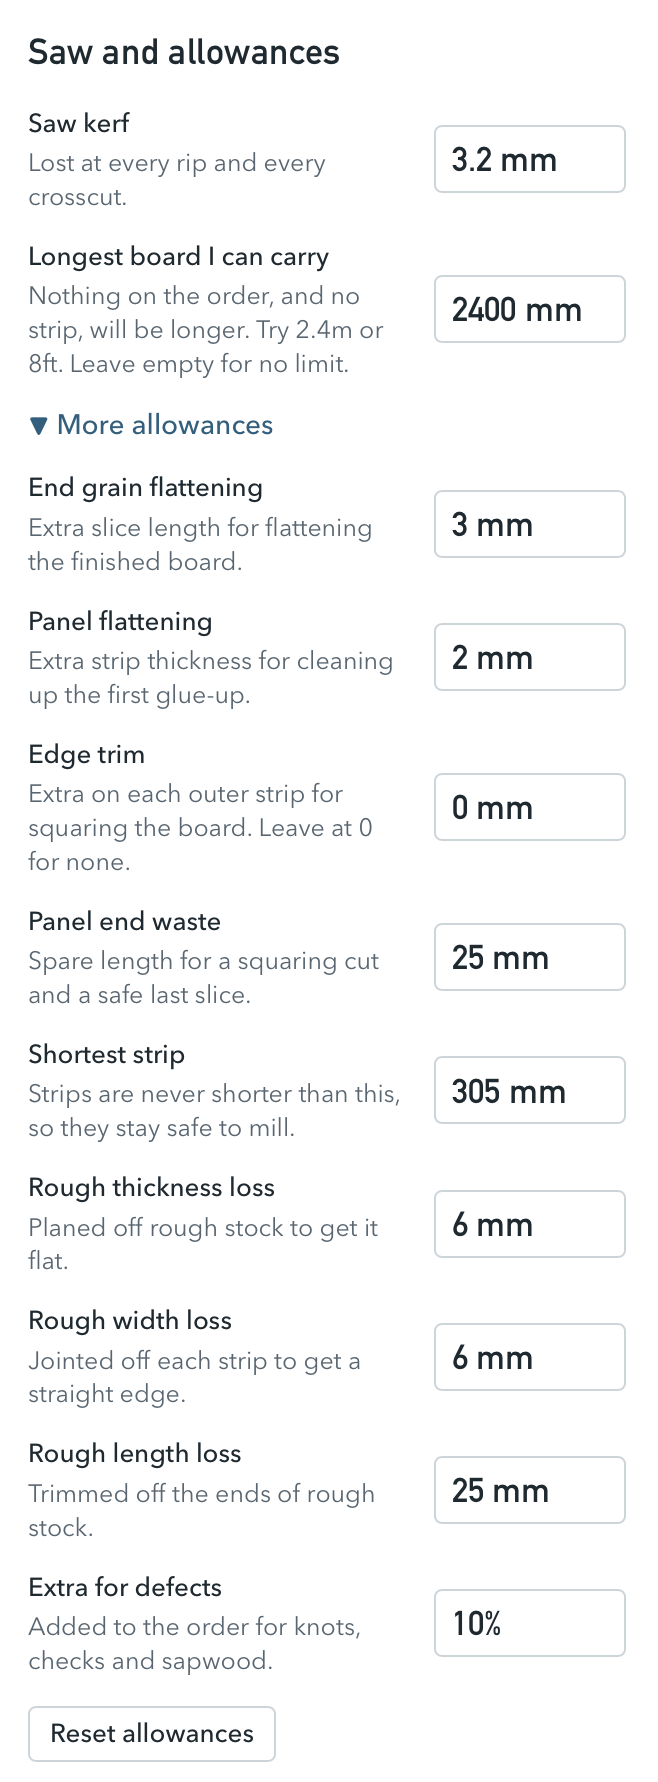 Saw and allowances
Saw kerf
Lost at every rip and every
crosscut.
3.2 mm
Longest board I can carry
Nothing on the order, and no
strip, will be longer. Try 2.4m or
8ft. Leave empty for no limit.
2400 mm
▼ More allowances
End grain flattening
Extra slice length for flattening
the finished board.
3 mm
Panel flattening
Extra strip thickness for cleaning
up the first glue-up.
2 mm
Edge trim
Extra on each outer strip for
squaring the board. Leave at 0
for none.
0 mm
Panel end waste
Spare length for a squaring cut
and a safe last slice.
25 mm
Shortest strip
Strips are never shorter than this,
so they stay safe to mill.
305 mm
Rough thickness loss
Planed off rough stock to get it
flat.
6 mm
Rough width loss
Jointed off each strip to get a
straight edge.
6 mm
Rough length loss
Trimmed off the ends of rough
stock.
25 mm
Extra for defects
Added to the order for knots,
checks and sapwood.
10%
Reset allowances